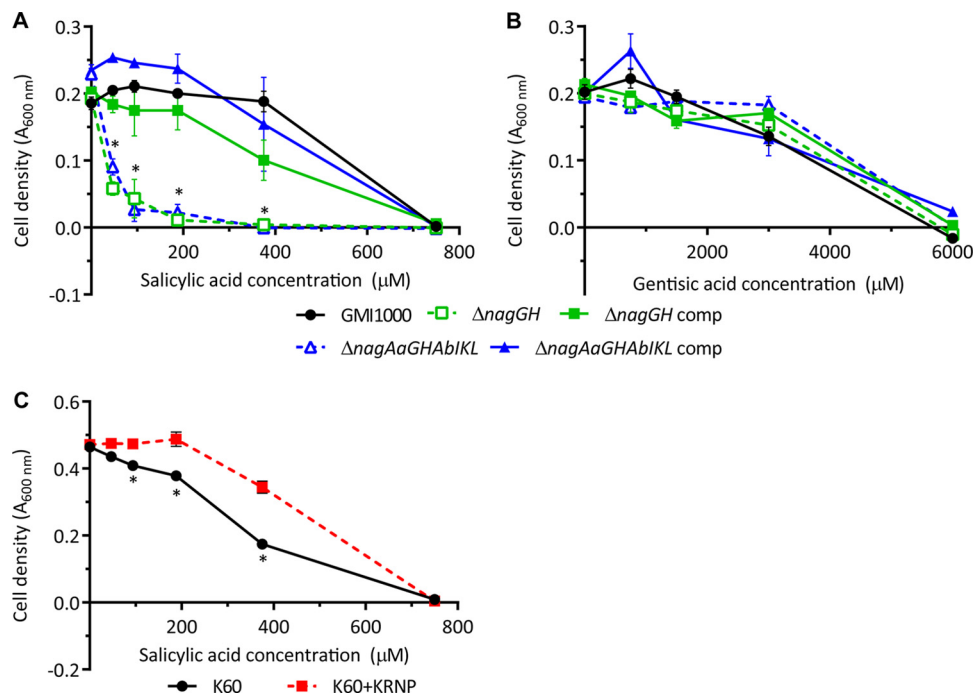 A
0.3
0.2
0.1
0.0
-0.1
Cell density (A600 nm)
*
*
*
*
200
400
600
800
Salicylic acid concentration (μM)
B
0.3
0.2
0.1
0.0
-0.1
Cell density (A600 nm)
2000
4000
6000
Gentisic acid concentration (μM)
GMI1000
ΔnagGH
ΔnagGH comp
ΔnagAaGHAbIKL
ΔnagAaGHAbIKL comp
C
0.6
0.4
0.2
0.0
-0.2
Cell density (A600 nm)
*
*
*
200
400
600
800
Salicylic acid concentration (μM)
K60
K60+KRNP